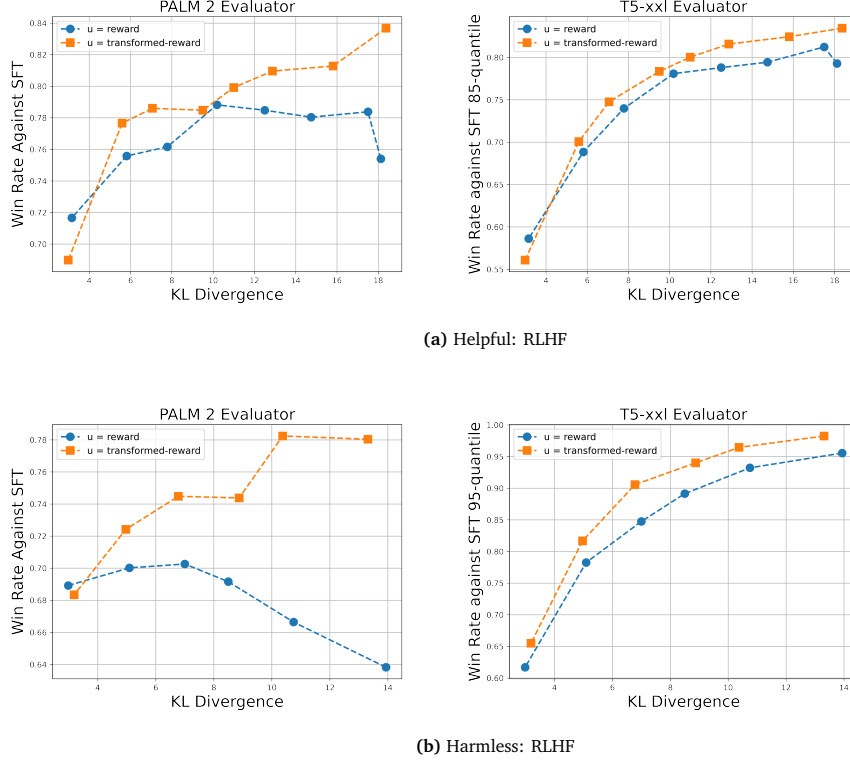 PALM 2 Evaluator
Win Rate Against SFT
0.84
0.82
0.80
0.78
0.76
0.74
0.72
0.70
u = reward
u = transformed-reward
4 6 8 10 12 14 16 18
KL Divergence
T5-xxl Evaluator
Win Rate against SFT 85-quantile
0.85
0.80
0.75
0.70
0.65
0.60
0.55
u = reward
u = transformed-reward
4 6 8 10 12 14 16 18
KL Divergence
(a) Helpful: RLHF
PALM 2 Evaluator
Win Rate Against SFT
0.78
0.76
0.74
0.72
0.70
0.68
0.66
0.64
u = reward
u = transformed-reward
4 6 8 10 12 14
KL Divergence
T5-xxl Evaluator
Win Rate against SFT 95-quantile
1.00
0.95
0.90
0.85
0.80
0.75
0.70
0.65
0.60
u = reward
u = transformed-reward
4 6 8 10 12 14
KL Divergence
(b) Harmless: RLHF